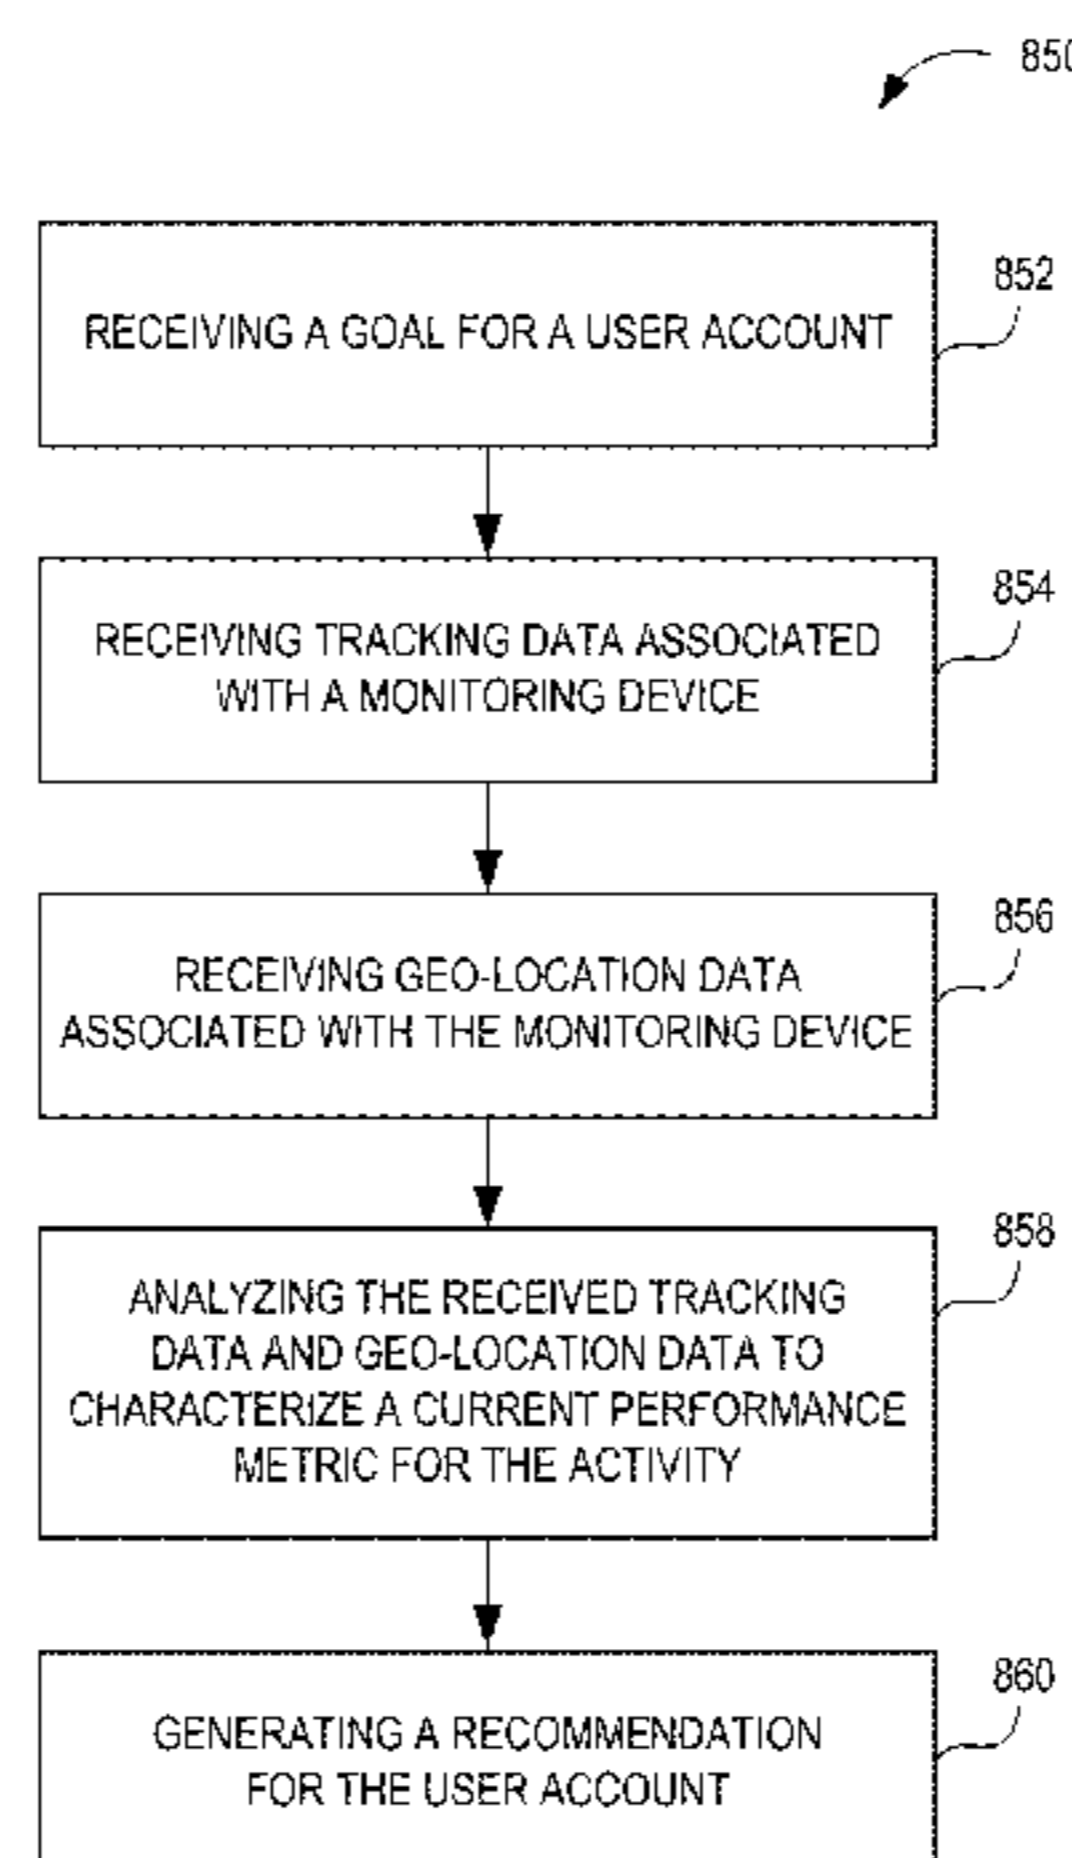 850
852
RECEIVING A GOAL FOR A USER ACCOUNT
854
RECEIVING TRACKING DATA ASSOCIATED
WITH A MONITORING DEVICE
856
RECEIVING GEO-LOCATION DATA
ASSOCIATED WITH THE MONITORING DEVICE
858
ANALYZING THE RECEIVED TRACKING
DATA AND GEO-LOCATION DATA TO
CHARACTERIZE A CURRENT PERFORMANCE
METRIC FOR THE ACTIVITY
860
GENERATING A RECOMMENDATION
FOR THE USER ACCOUNT